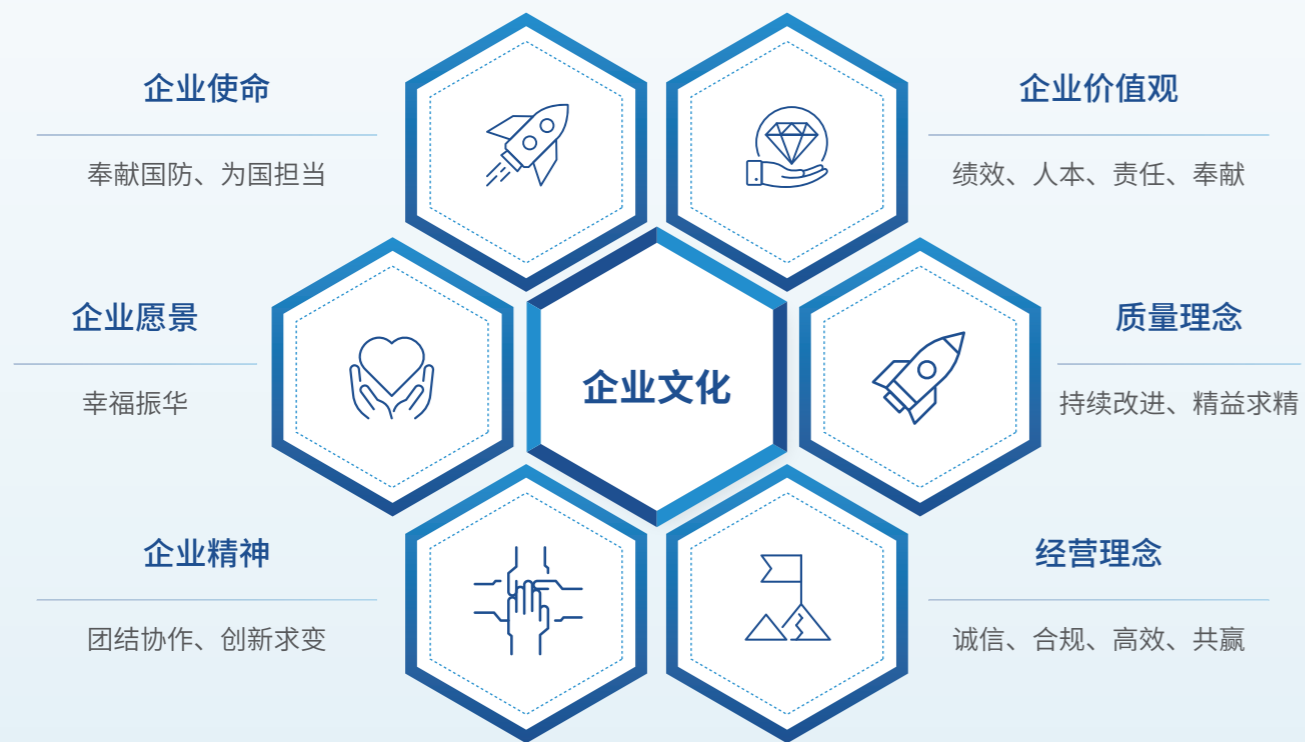 企业使命
奉献国防、为国担当
企业价值观
绩效、人本、责任、奉献
企业愿景
幸福振华
企业文化
质量理念
持续改进、精益求精
企业精神
团结协作、创新求变
经营理念
诚信、合规、高效、共赢